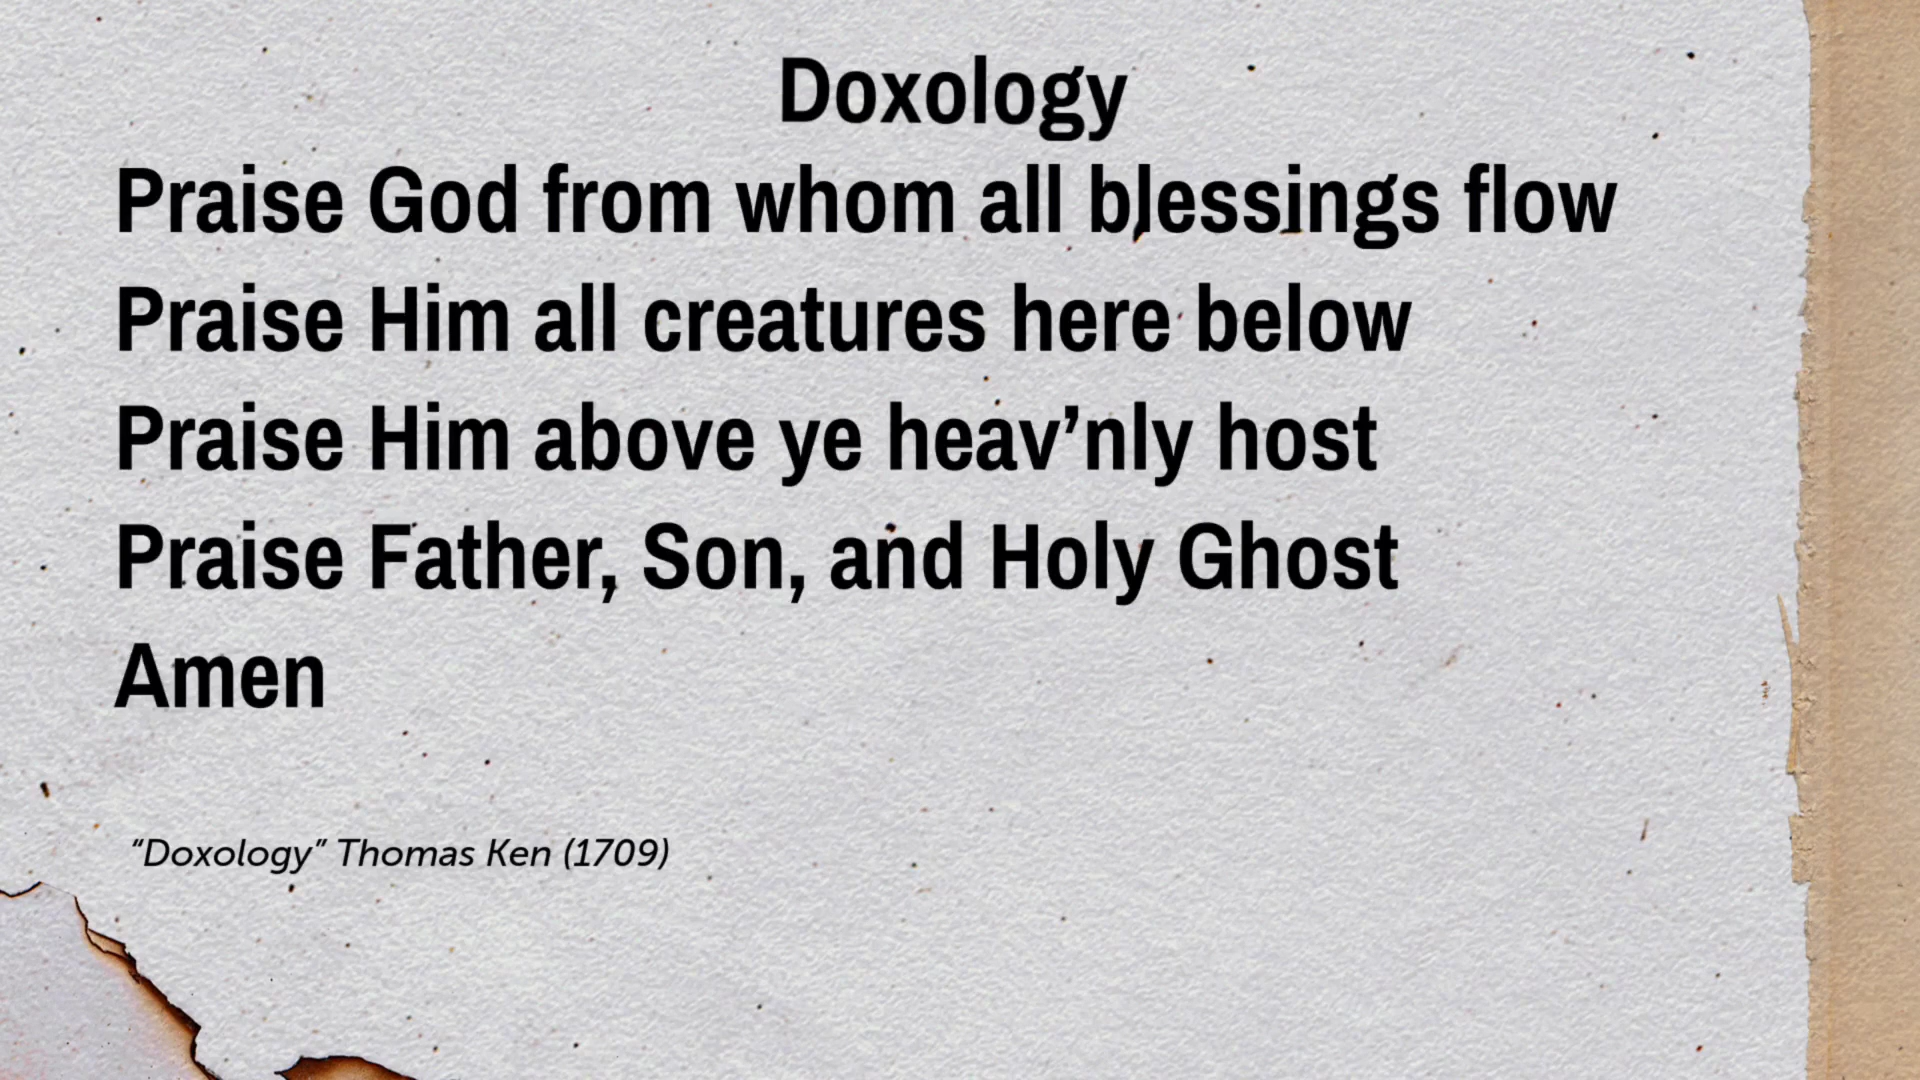 Doxology
Praise God from whom all blessings flow
Praise Him all creatures here below
Praise Him above ye heav’nly host
Praise Father, Son, and Holy Ghost
Amen
“Doxology” Thomas Ken (1709)